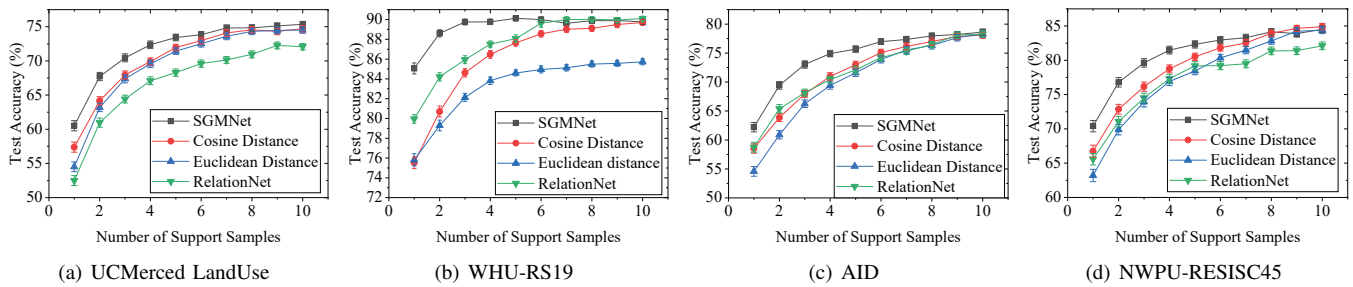 75
70
65
60
55
50
Test Accuracy (%)
SGMNet
Cosine Distance
Euclidean Distance
RelationNet
0 2 4 6 8 10
Number of Support Samples
(a) UCMerced LandUse
90
88
86
84
82
80
78
76
74
72
Test Accuracy (%)
SGMNet
Cosine Distance
Euclidean distance
RelationNet
0 2 4 6 8 10
Number of Support Samples
(b) WHU-RS19
80
75
70
65
60
55
50
Test Accuracy (%)
SGMNet
Cosine Distance
Euclidean Distance
RelationNet
0 2 4 6 8 10
Number of Support Samples
(c) AID
85
80
75
70
65
60
Test Accuracy (%)
SGMNet
Cosine Distance
Euclidean Distance
RelationNet
0 2 4 6 8 10
Number of Support Samples
(d) NWPU-RESISC45